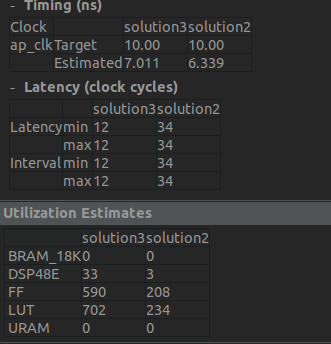 - Timing (ns)
Clock solution3 solution2
ap_clk Target 10.00 10.00
Estimated 7.011 6.339
- Latency (clock cycles)
solution3 solution2
Latency min 12 34
max 12 34
Interval min 12 34
max 12 34
Utilization Estimates
solution3 solution2
BRAM_18K 0 0
DSP48E 33 3
FF 590 208
LUT 702 234
URAM 0 0